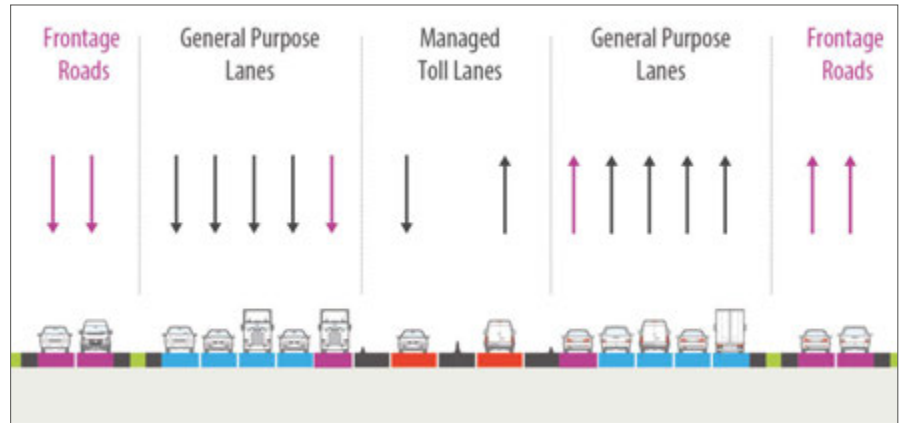 Frontage
Roads
General Purpose
Lanes
Managed
Toll Lanes
General Purpose
Lanes
Frontage
Roads